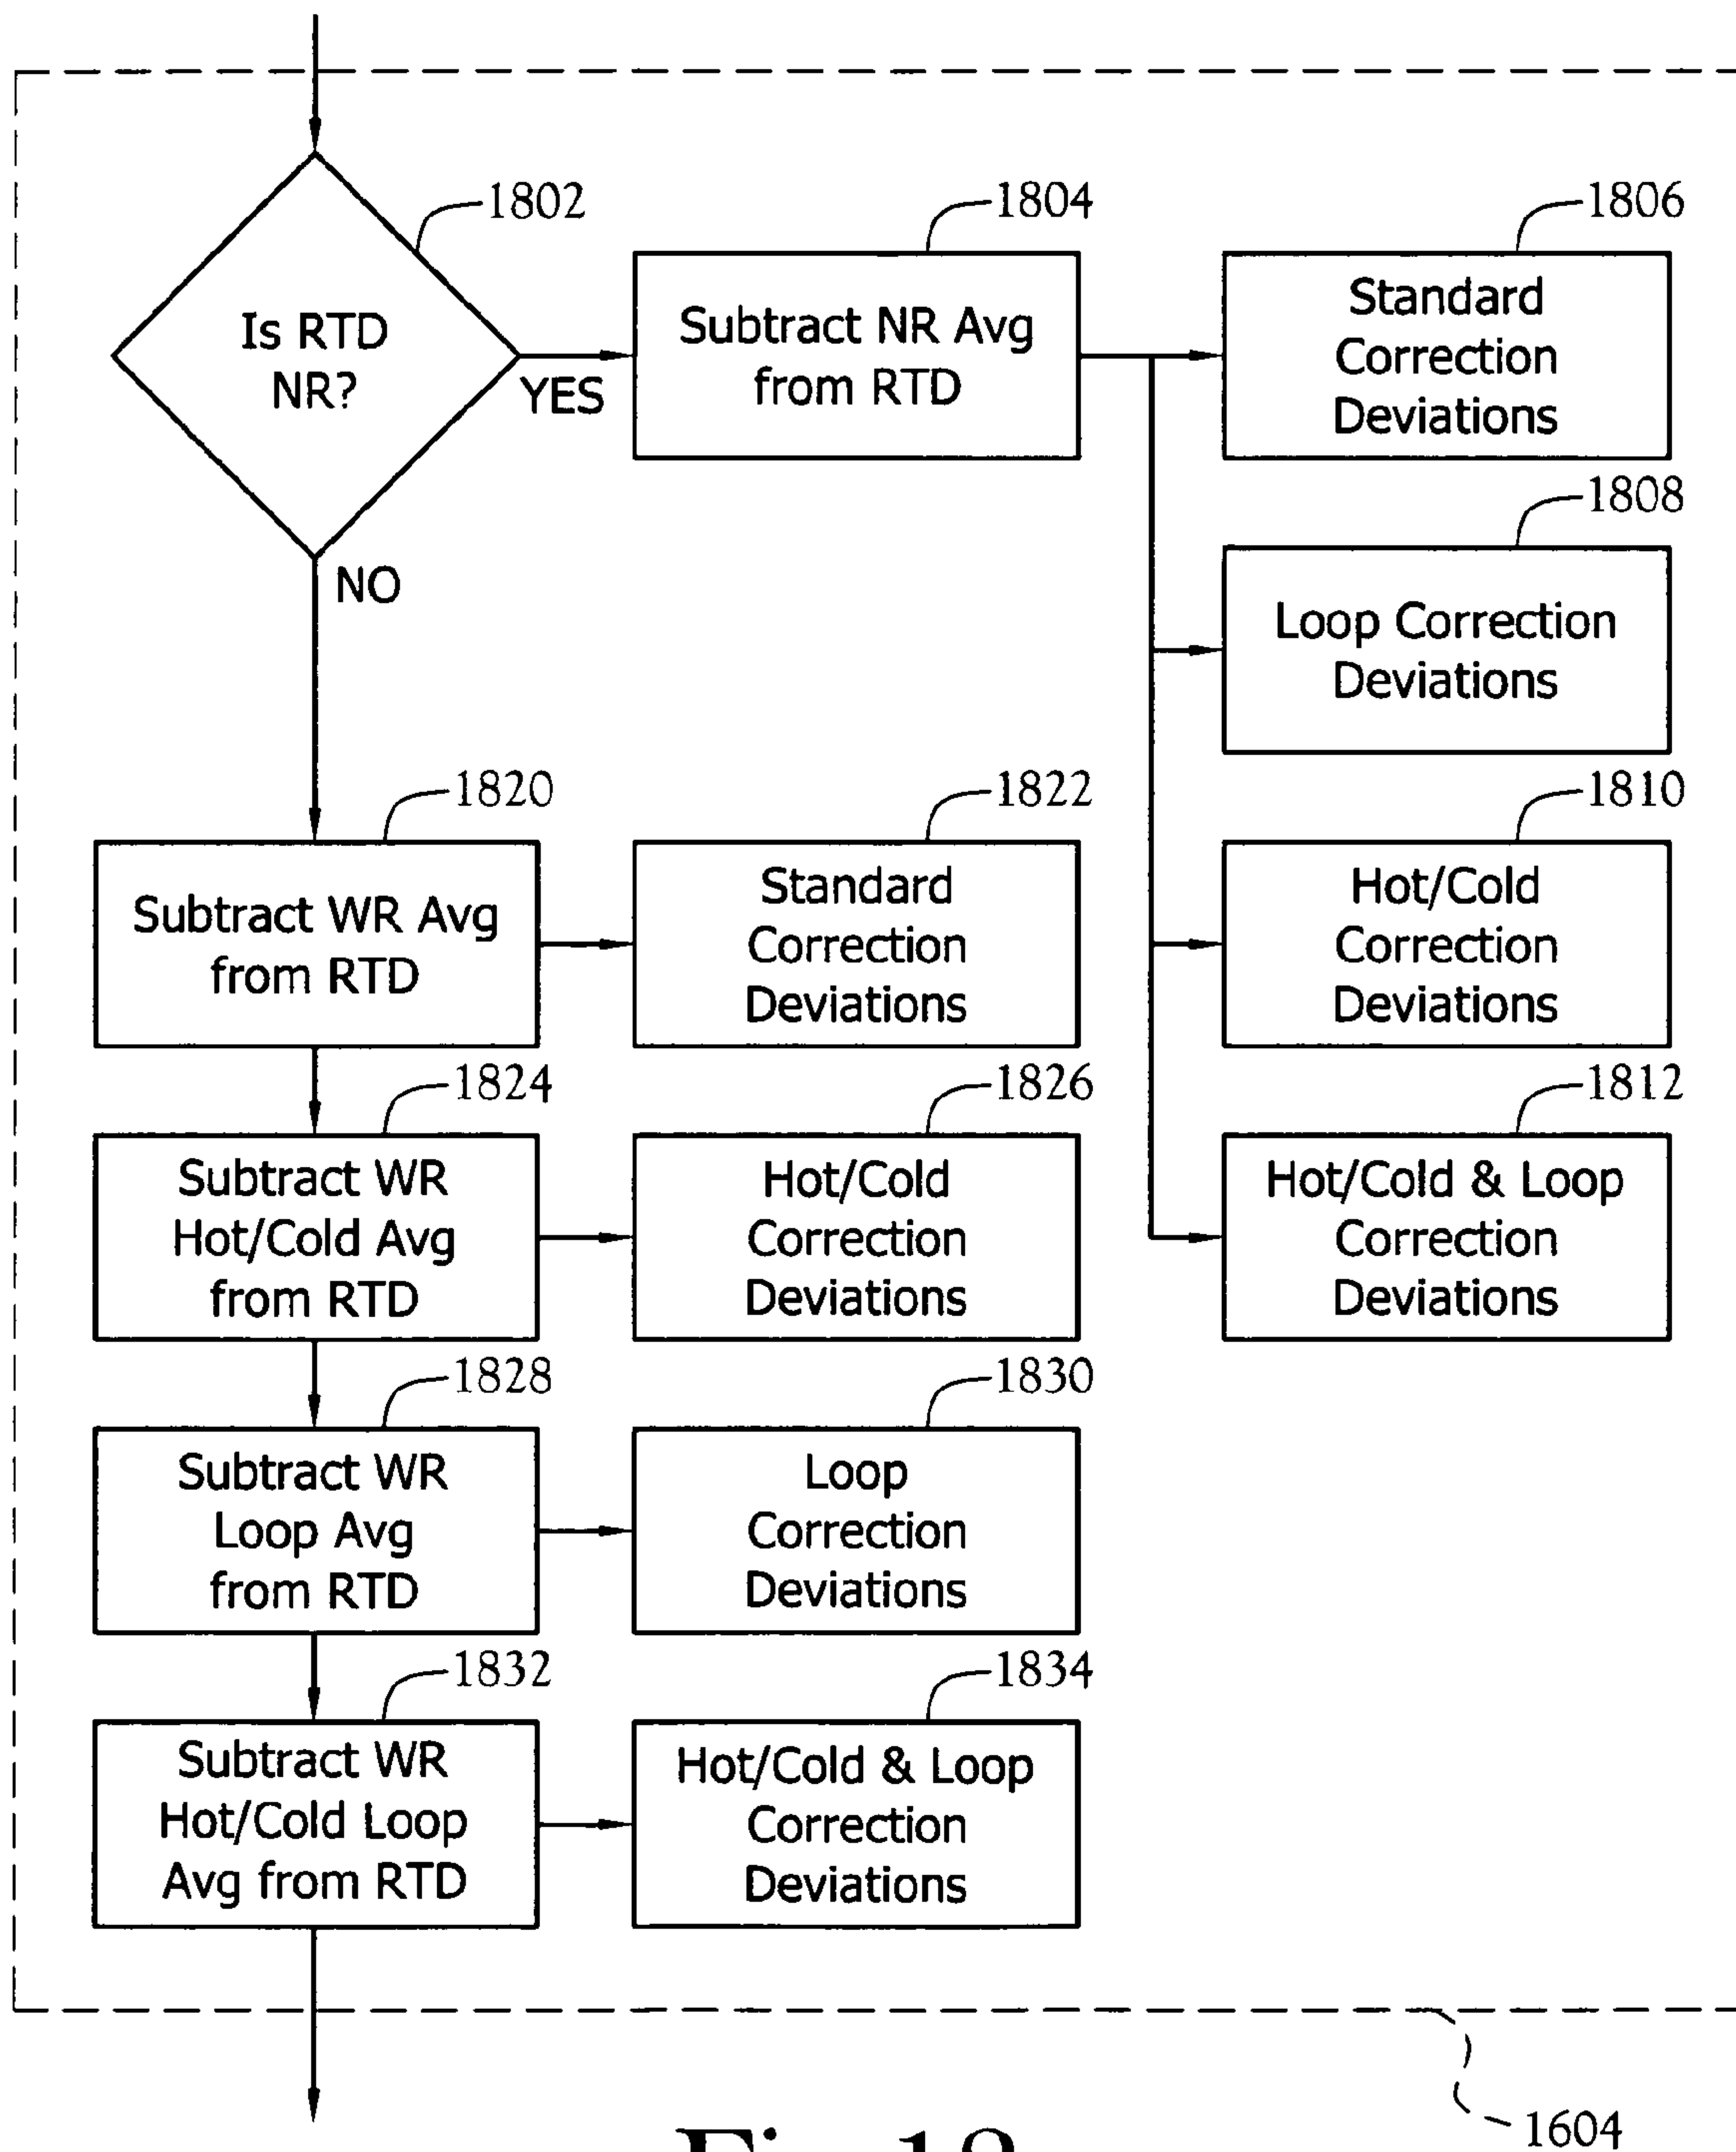 1802
1804
1806
Is RTD
NR?
YES
NO
Subtract NR Avg
from RTD
Standard
Correction
Deviations
1808
Loop Correction
Deviations
1820
1822
1810
Subtract WR Avg
from RTD
Standard
Correction
Deviations
Hot/Cold
Correction
Deviations
1824
1826
1812
Subtract WR
Hot/Cold Avg
from RTD
Hot/Cold
Correction
Deviations
Hot/Cold & Loop
Correction
Deviations
1828
1830
Subtract WR
Loop Avg
from RTD
Loop
Correction
Deviations
1832
1834
Subtract WR
Hot/Cold Loop
Avg from RTD
Hot/Cold & Loop
Correction
Deviations
1604